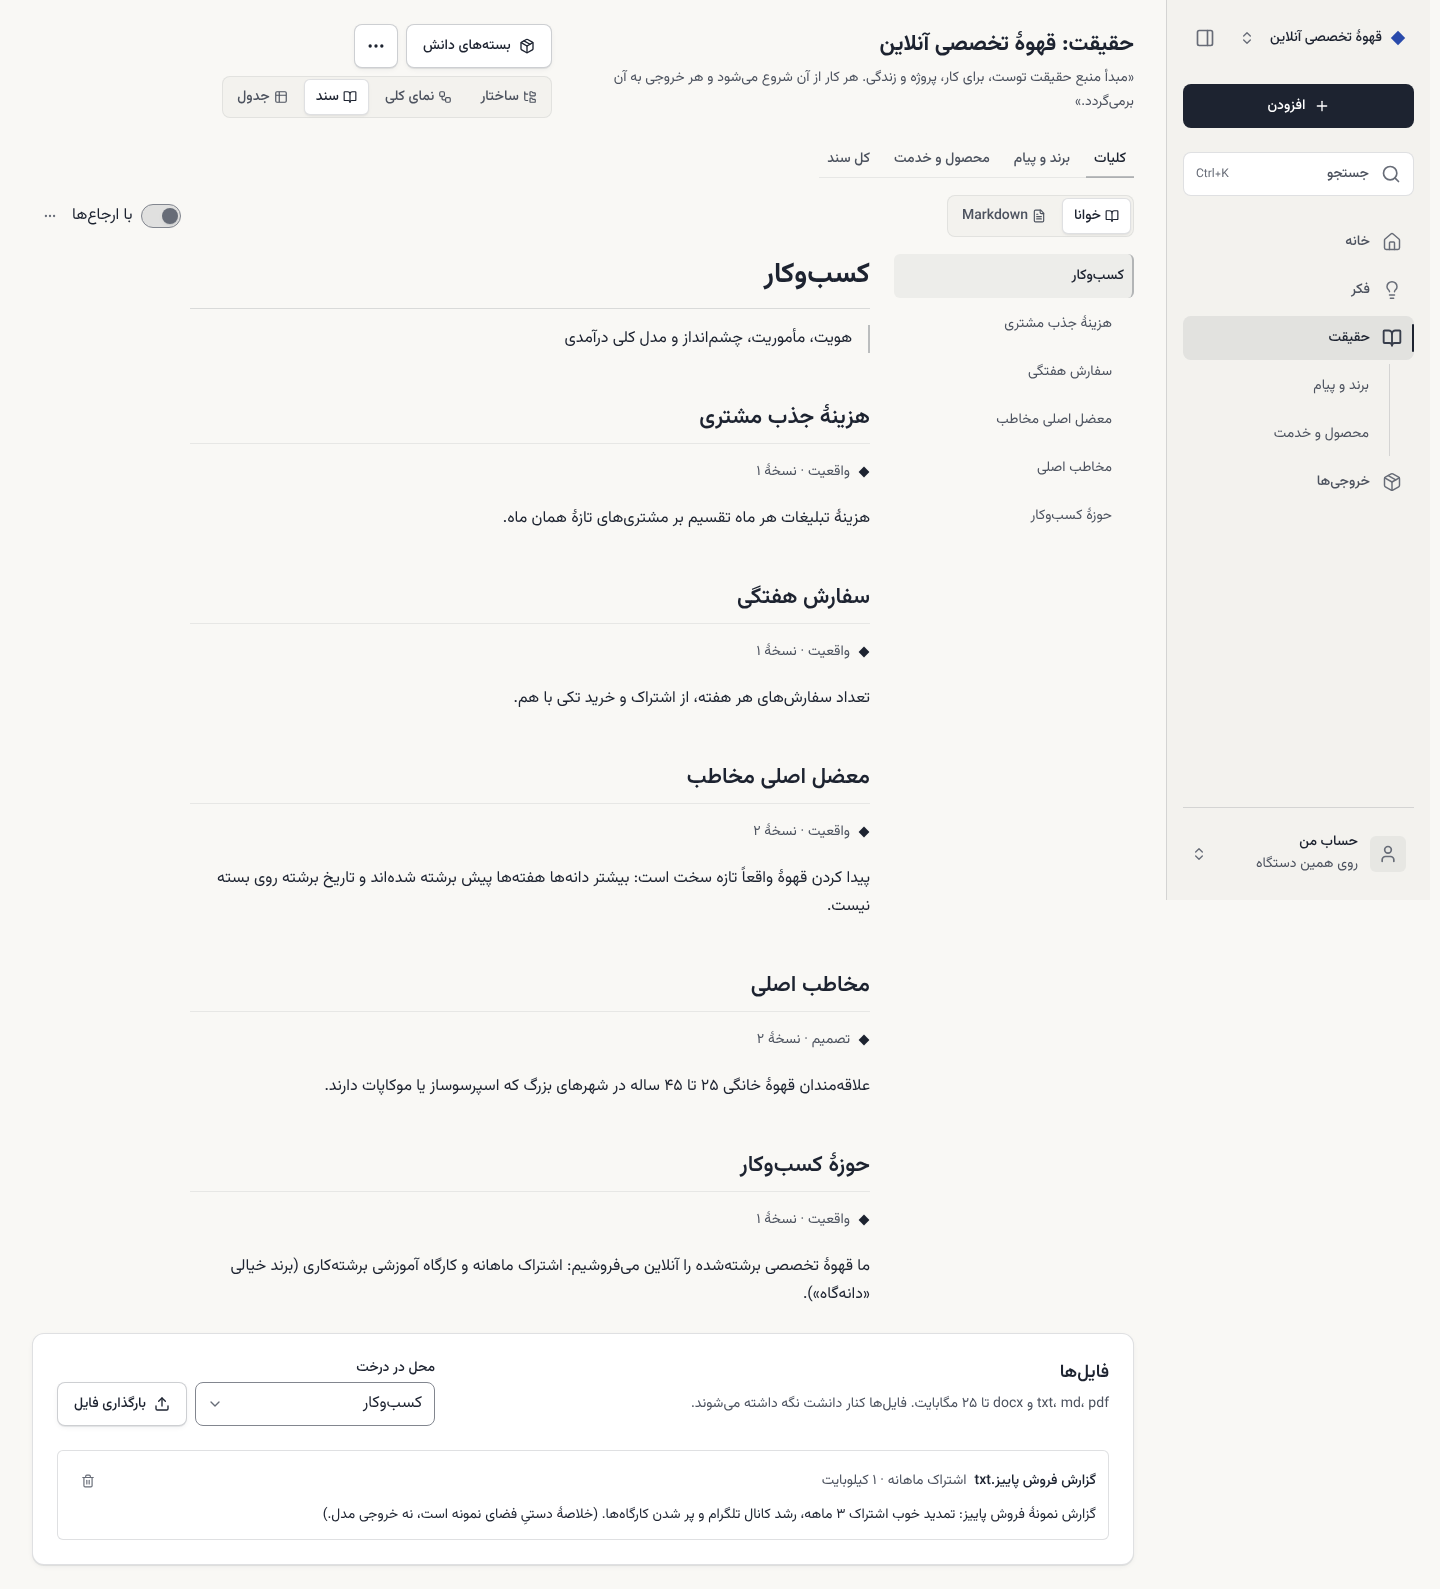 قهوهٔ تخصصی آنلاین
افزودن
جستجو
Ctrl+K
خانه
فکر
حقیقت
برند و پیام
محصول و خدمت
خروجی‌ها
حساب من
روی همین دستگاه
حقیقت: قهوهٔ تخصصی آنلاین
«مبدأ منبع حقیقت توست، برای کار، پروژه و زندگی. هر کار از آن شروع می‌شود و هر خروجی به آن
برمی‌گردد.»
بسته‌های دانش
ساختار
نمای کلی
سند
جدول
کلیات
برند و پیام
محصول و خدمت
کل سند
خوانا
Markdown
با ارجاع‌ها
کسب‌وکار
هزینهٔ جذب مشتری
سفارش هفتگی
معضل اصلی مخاطب
مخاطب اصلی
حوزهٔ کسب‌وکار
کسب‌وکار
هویت، مأموریت، چشم‌انداز و مدل کلی درآمدی
هزینهٔ جذب مشتری
واقعیت · نسخهٔ ۱
هزینهٔ تبلیغات هر ماه تقسیم بر مشتری‌های تازهٔ همان ماه.
سفارش هفتگی
واقعیت · نسخهٔ ۱
تعداد سفارش‌های هر هفته، از اشتراک و خرید تکی با هم.
معضل اصلی مخاطب
واقعیت · نسخهٔ ۲
پیدا کردن قهوهٔ واقعاً تازه سخت است: بیشتر دانه‌ها هفته‌ها پیش برشته شده‌اند و تاریخ برشته روی بسته
نیست.
مخاطب اصلی
تصمیم · نسخهٔ ۲
علاقه‌مندان قهوهٔ خانگی ۲۵ تا ۴۵ ساله در شهرهای بزرگ که اسپرسوساز یا موکاپات دارند.
حوزهٔ کسب‌وکار
واقعیت · نسخهٔ ۱
ما قهوهٔ تخصصی برشته‌شده را آنلاین می‌فروشیم: اشتراک ماهانه و کارگاه آموزشی برشته‌کاری (برند خیالی
«دانه‌گاه»).
فایل‌ها
txt، md، pdf و docx تا ۲۵ مگابایت. فایل‌ها کنار دانشت نگه داشته می‌شوند.
محل در درخت
کسب‌وکار
بارگذاری فایل
گزارش فروش پاییز.txt اشتراک ماهانه · ۱ کیلوبایت
گزارش نمونهٔ فروش پاییز: تمدید خوب اشتراک ۳ ماهه، رشد کانال تلگرام و پر شدن کارگاه‌ها. (خلاصهٔ دستیِ فضای نمونه است، نه خروجی مدل.)